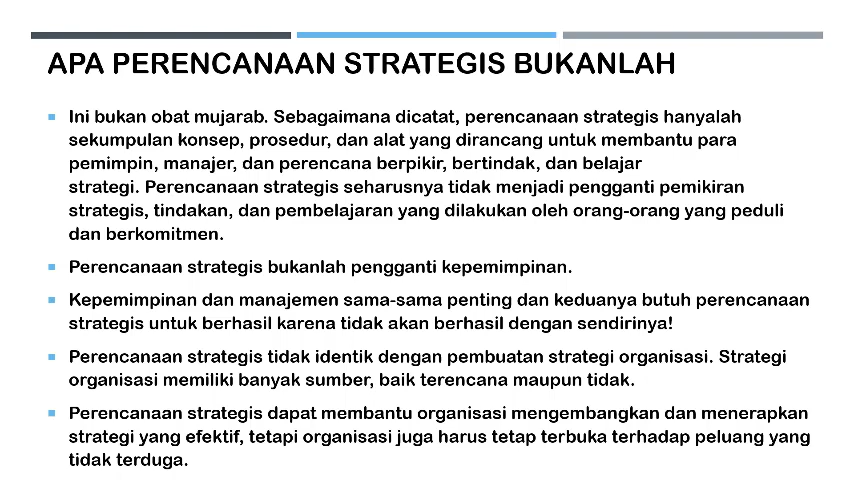 APA PERENCANAAN STRATEGIS BUKANLAH
Ini bukan obat mujarab. Sebagaimana dicatat, perencanaan strategis hanyalah
sekumpulan konsep, prosedur, dan alat yang dirancang untuk membantu para
pemimpin, manajer, dan perencana berpikir, bertindak, dan belajar
strategi. Perencanaan strategis seharusnya tidak menjadi pengganti pemikiran
strategis, tindakan, dan pembelajaran yang dilakukan oleh orang-orang yang peduli
dan berkomitmen.
Perencanaan strategis bukanlah pengganti kepemimpinan.
Kepemimpinan dan manajemen sama-sama penting dan keduanya butuh perencanaan
strategis untuk berhasil karena tidak akan berhasil dengan sendirinya!
Perencanaan strategis tidak identik dengan pembuatan strategi organisasi. Strategi
organisasi memiliki banyak sumber, baik terencana maupun tidak.
Perencanaan strategis dapat membantu organisasi mengembangkan dan menerapkan
strategi yang efektif, tetapi organisasi juga harus tetap terbuka terhadap peluang yang
tidak terduga.